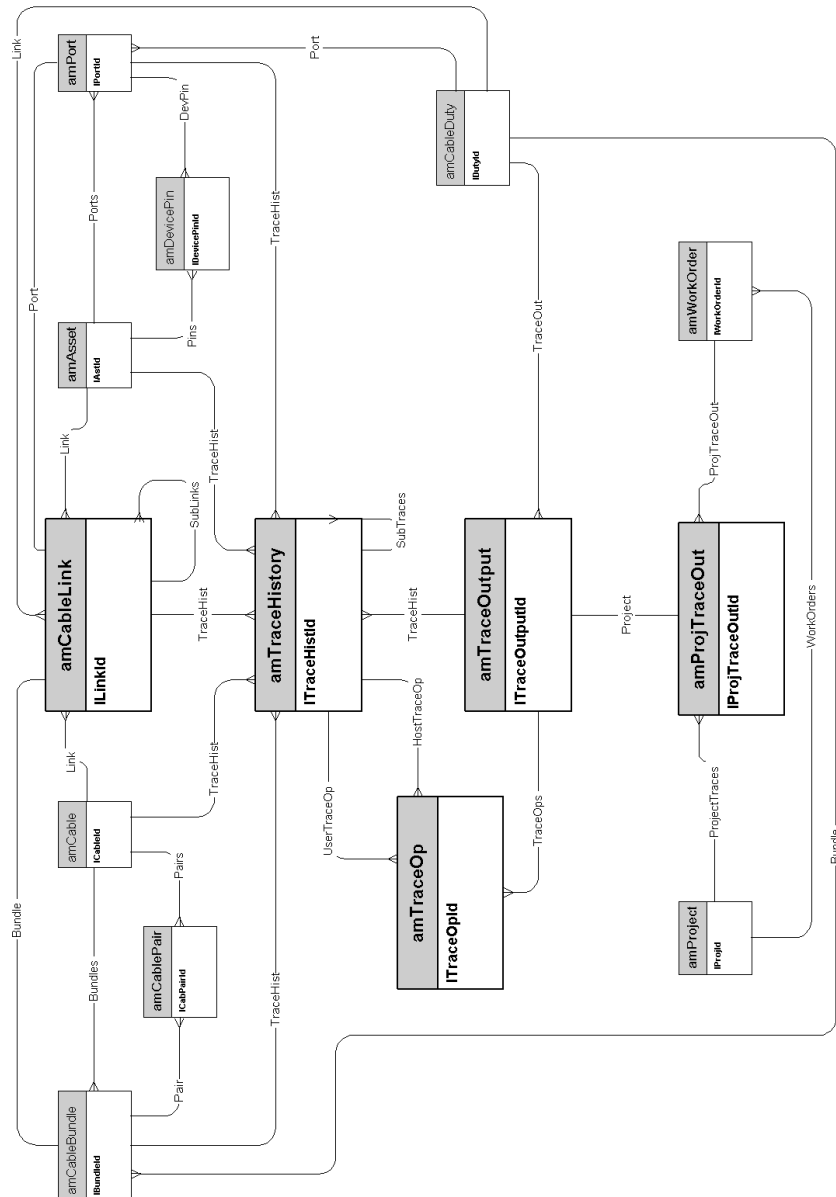 Bundle
Link
amCableBundle
lBundleId
Bundles
Pair
amCablePair
lCabPairId
Pairs
amCable
lCableId
Link
amCableLink
lLinkId
SubLinks
Link
amAsset
lAstId
Port
Ports
Pins
amDevicePin
lDevicePinId
DevPin
amPort
lPortId
Port
TraceHist
TraceHist
TraceHist
TraceHist
TraceHist
amTraceHistory
lTraceHistId
SubTraces
UserTraceOp
HostTraceOp
TraceHist
amTraceOp
lTraceOpId
TraceOps
amTraceOutput
lTraceOutputId
TraceOut
amCableDuty
lDutyId
Project
amProject
lProjId
ProjectTraces
amProjTraceOut
lProjTraceOutId
ProjTraceOut
amWorkOrder
lWorkOrderId
WorkOrders
Bundle